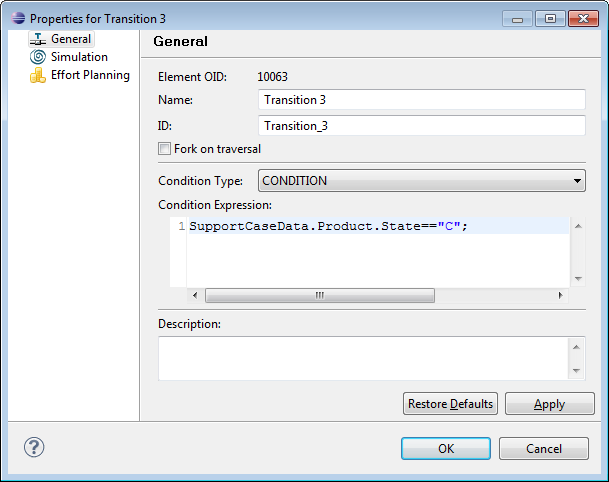 Properties for Transition 3
General
Simulation
Effort Planning
General
Element OID: 10063
Name: Transition 3
ID: Transition_3
Fork on traversal
Condition Type: CONDITION
Condition Expression:
1 SupportCaseData.Product.State=="C";
Description:
Restore Defaults Apply
? OK Cancel